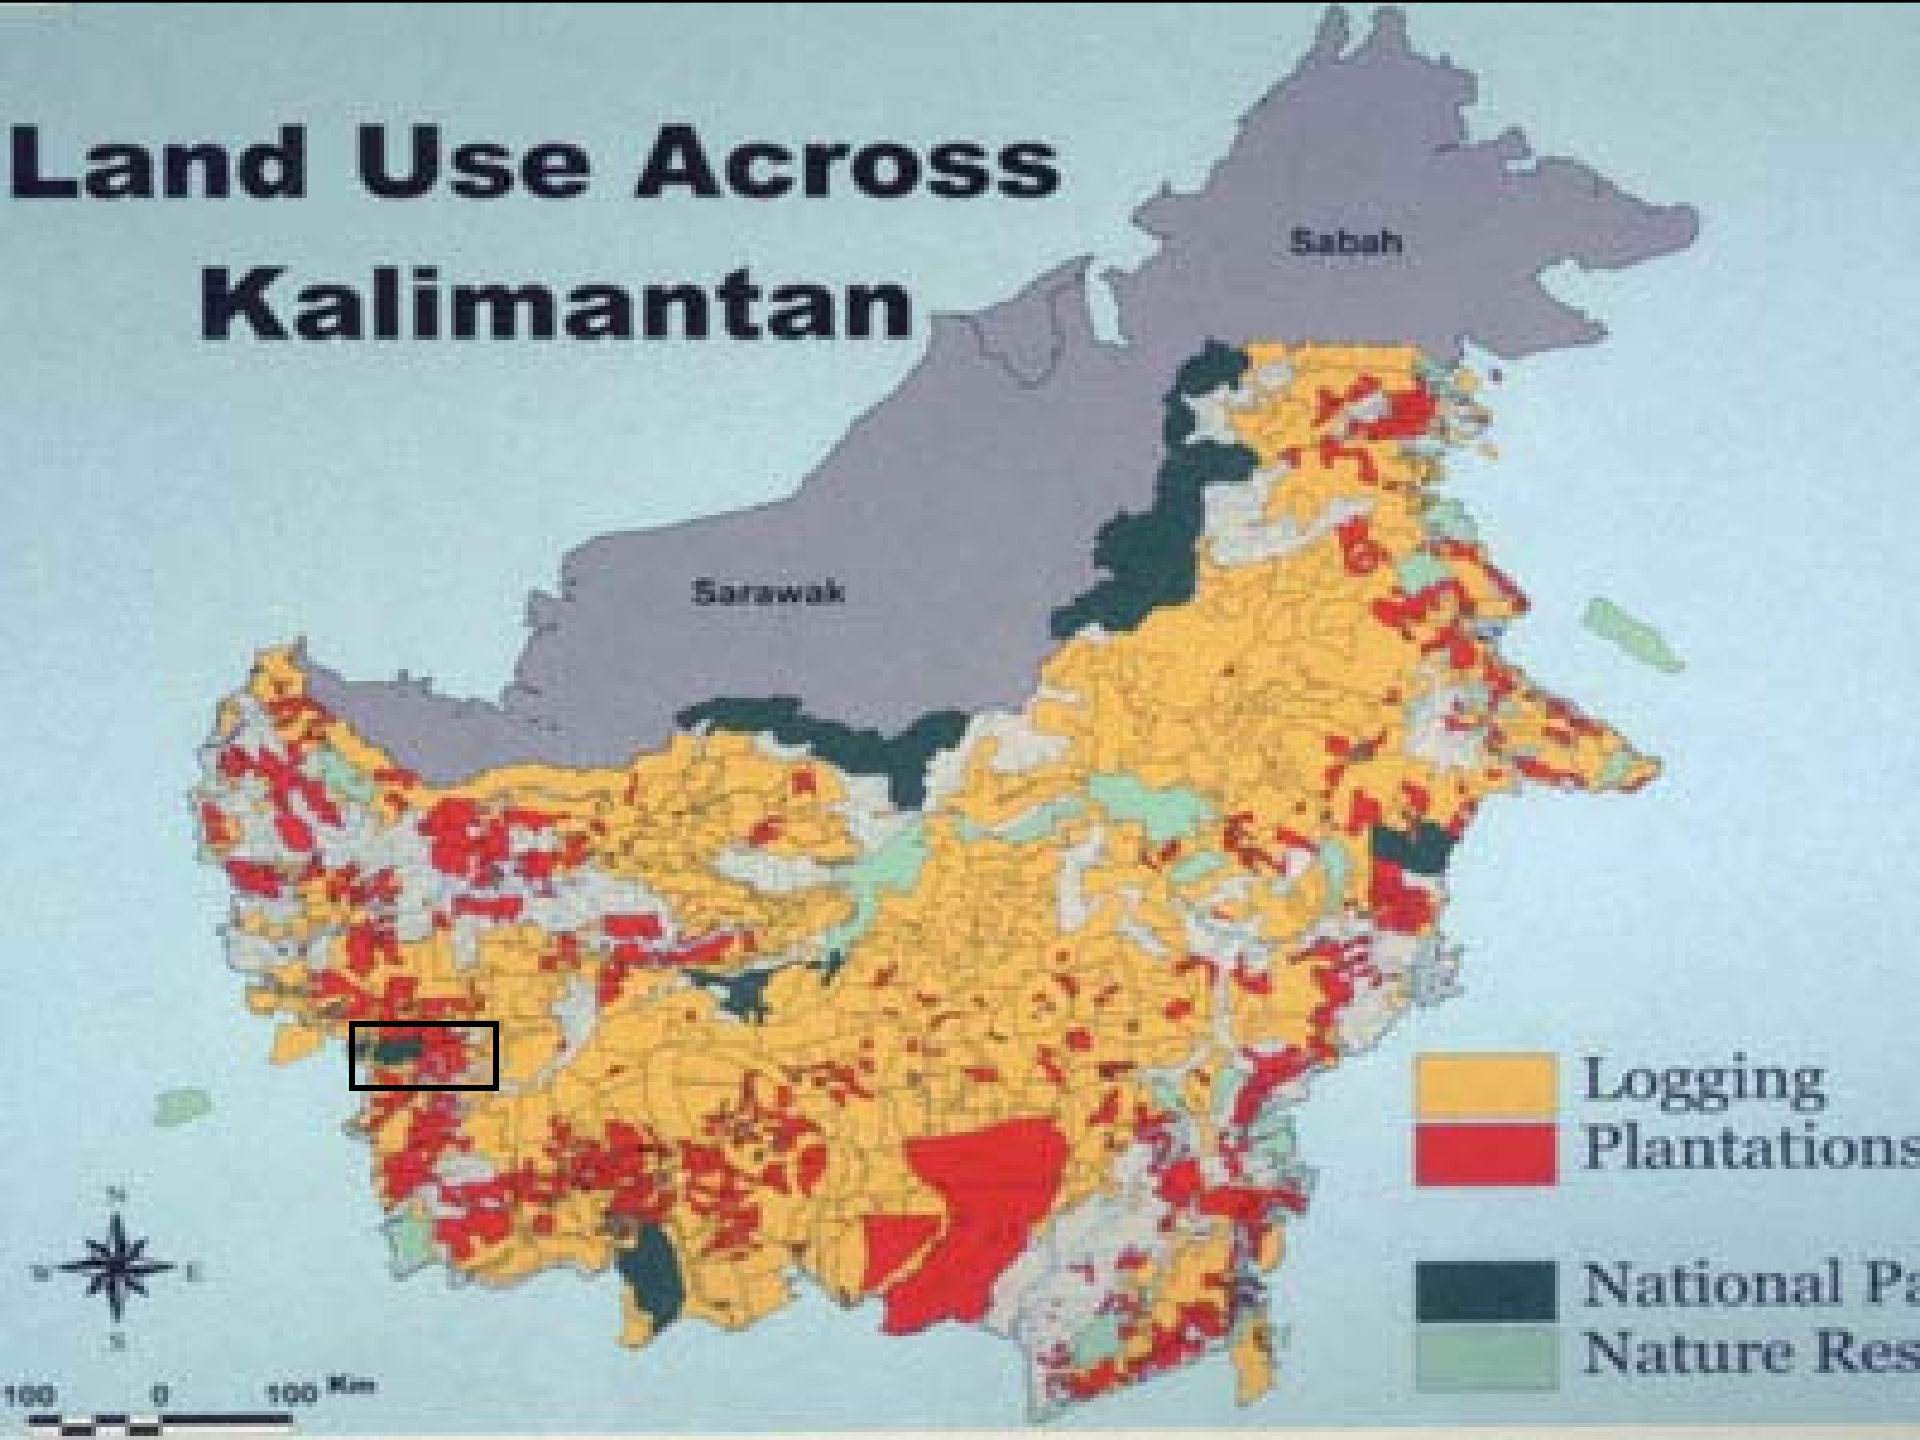 Land Use Across
Kalimantan
Sabah
Sarawak
Logging
Plantations
National Pa
Nature Res
N
W E
S
100 0 100 Km